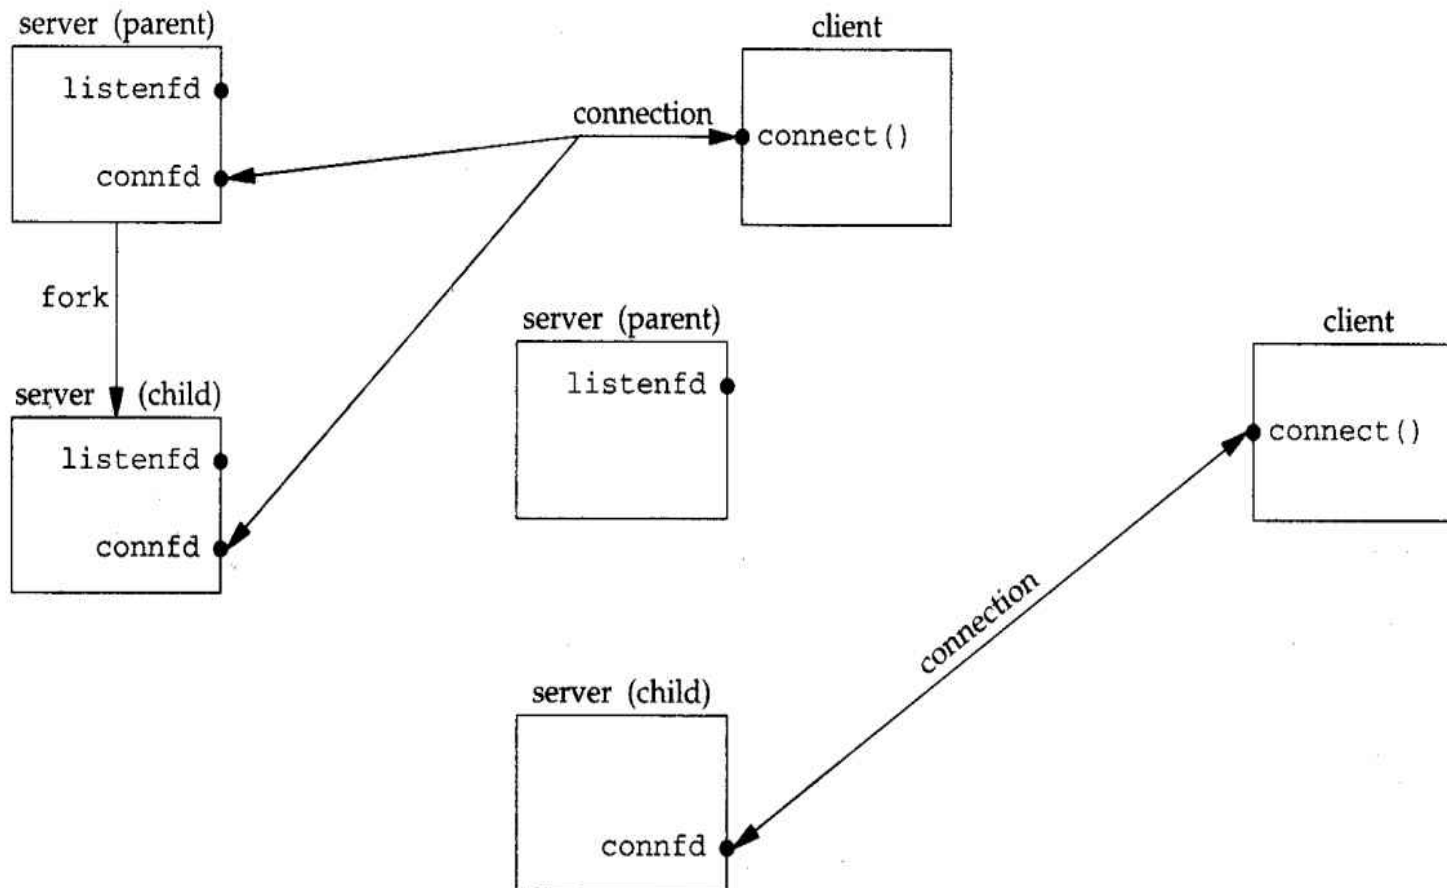 server (parent)
listenfd
connfd
client
connection
connect()
fork
server (child)
listenfd
connfd
server (parent)
listenfd
client
connect()
connection
server (child)
connfd